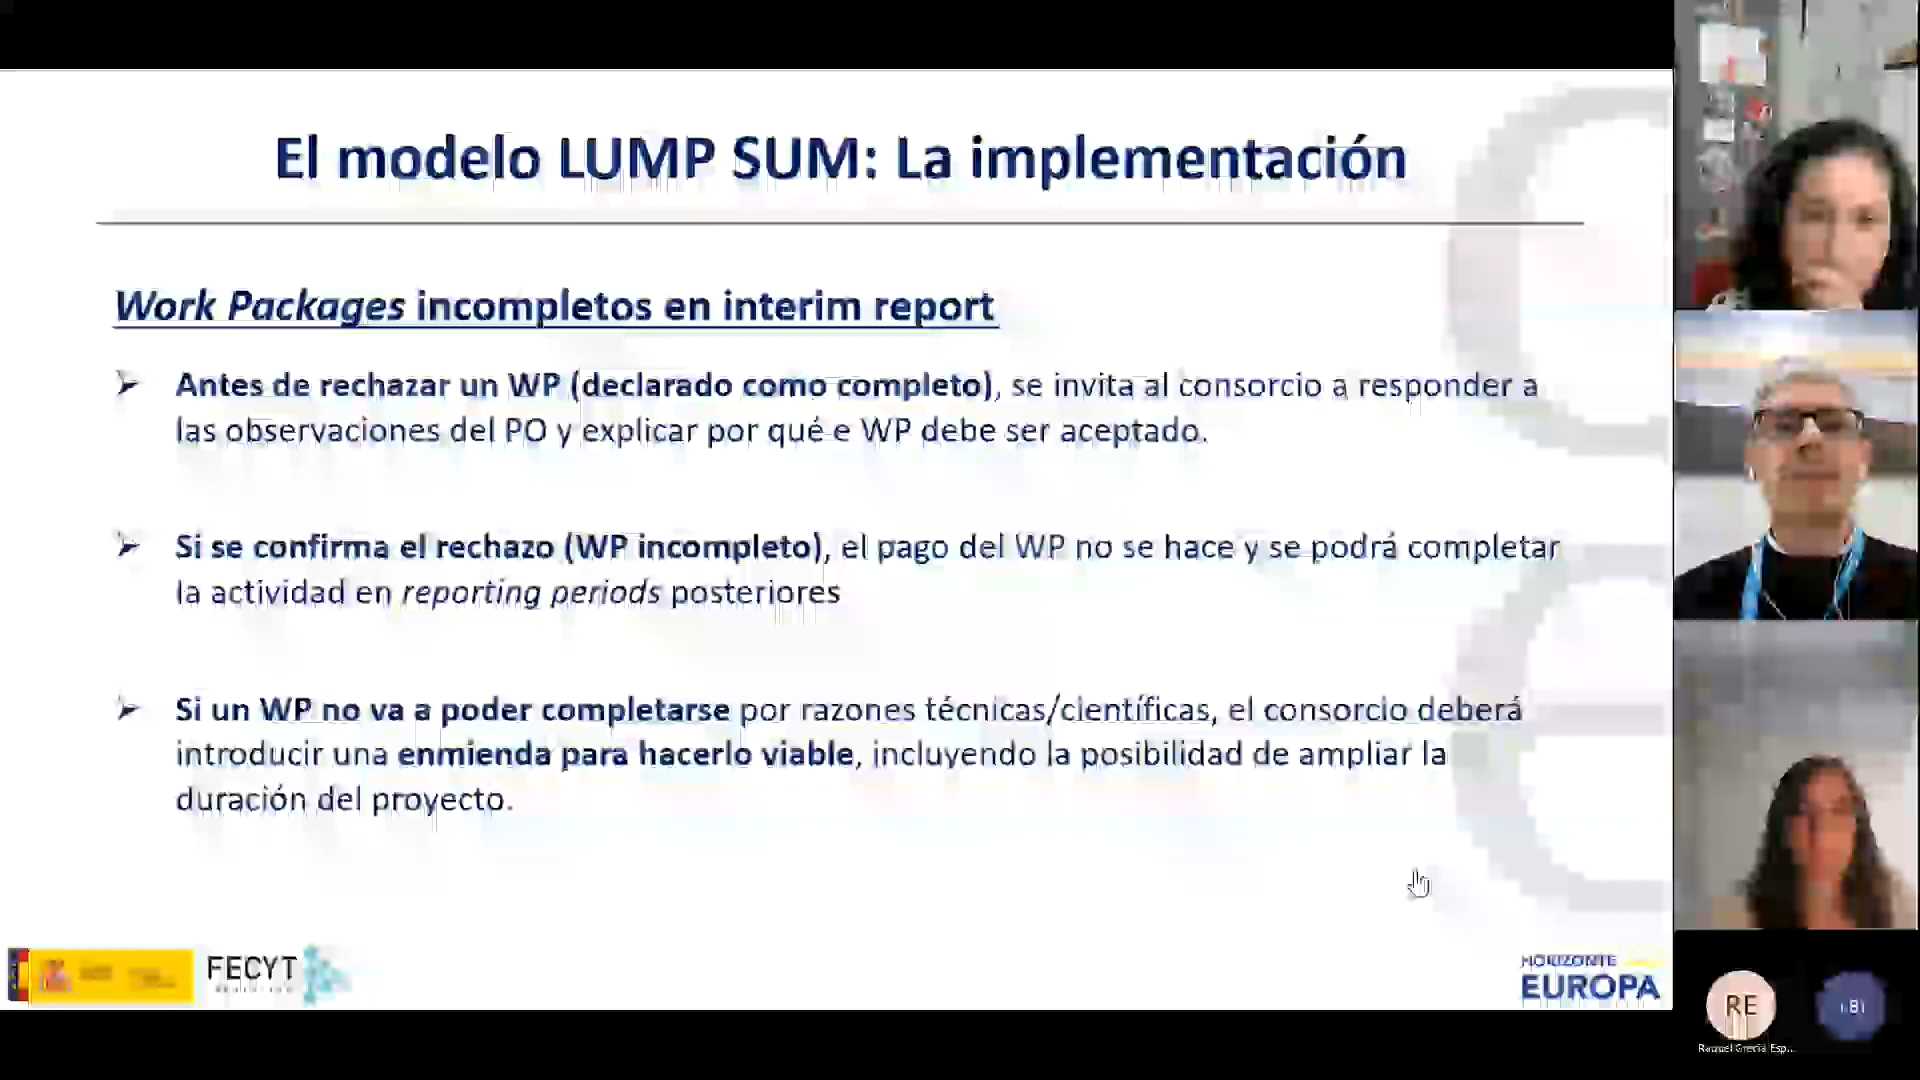 El modelo LUMP SUM: La implementación
Work Packages incompletos en interim report
➢ Antes de rechazar un WP (declarado como completo), se invita al consorcio a responder a
las observaciones del PO y explicar por qué e WP debe ser aceptado.
➢ Si se confirma el rechazo (WP incompleto), el pago del WP no se hace y se podrá completar
la actividad en reporting periods posteriores
➢ Si un WP no va a poder completarse por razones técnicas/científicas, el consorcio deberá
introducir una enmienda para hacerlo viable, incluyendo la posibilidad de ampliar la
duración del proyecto.
FECYT
HORIZONTE
EUROPA
RE